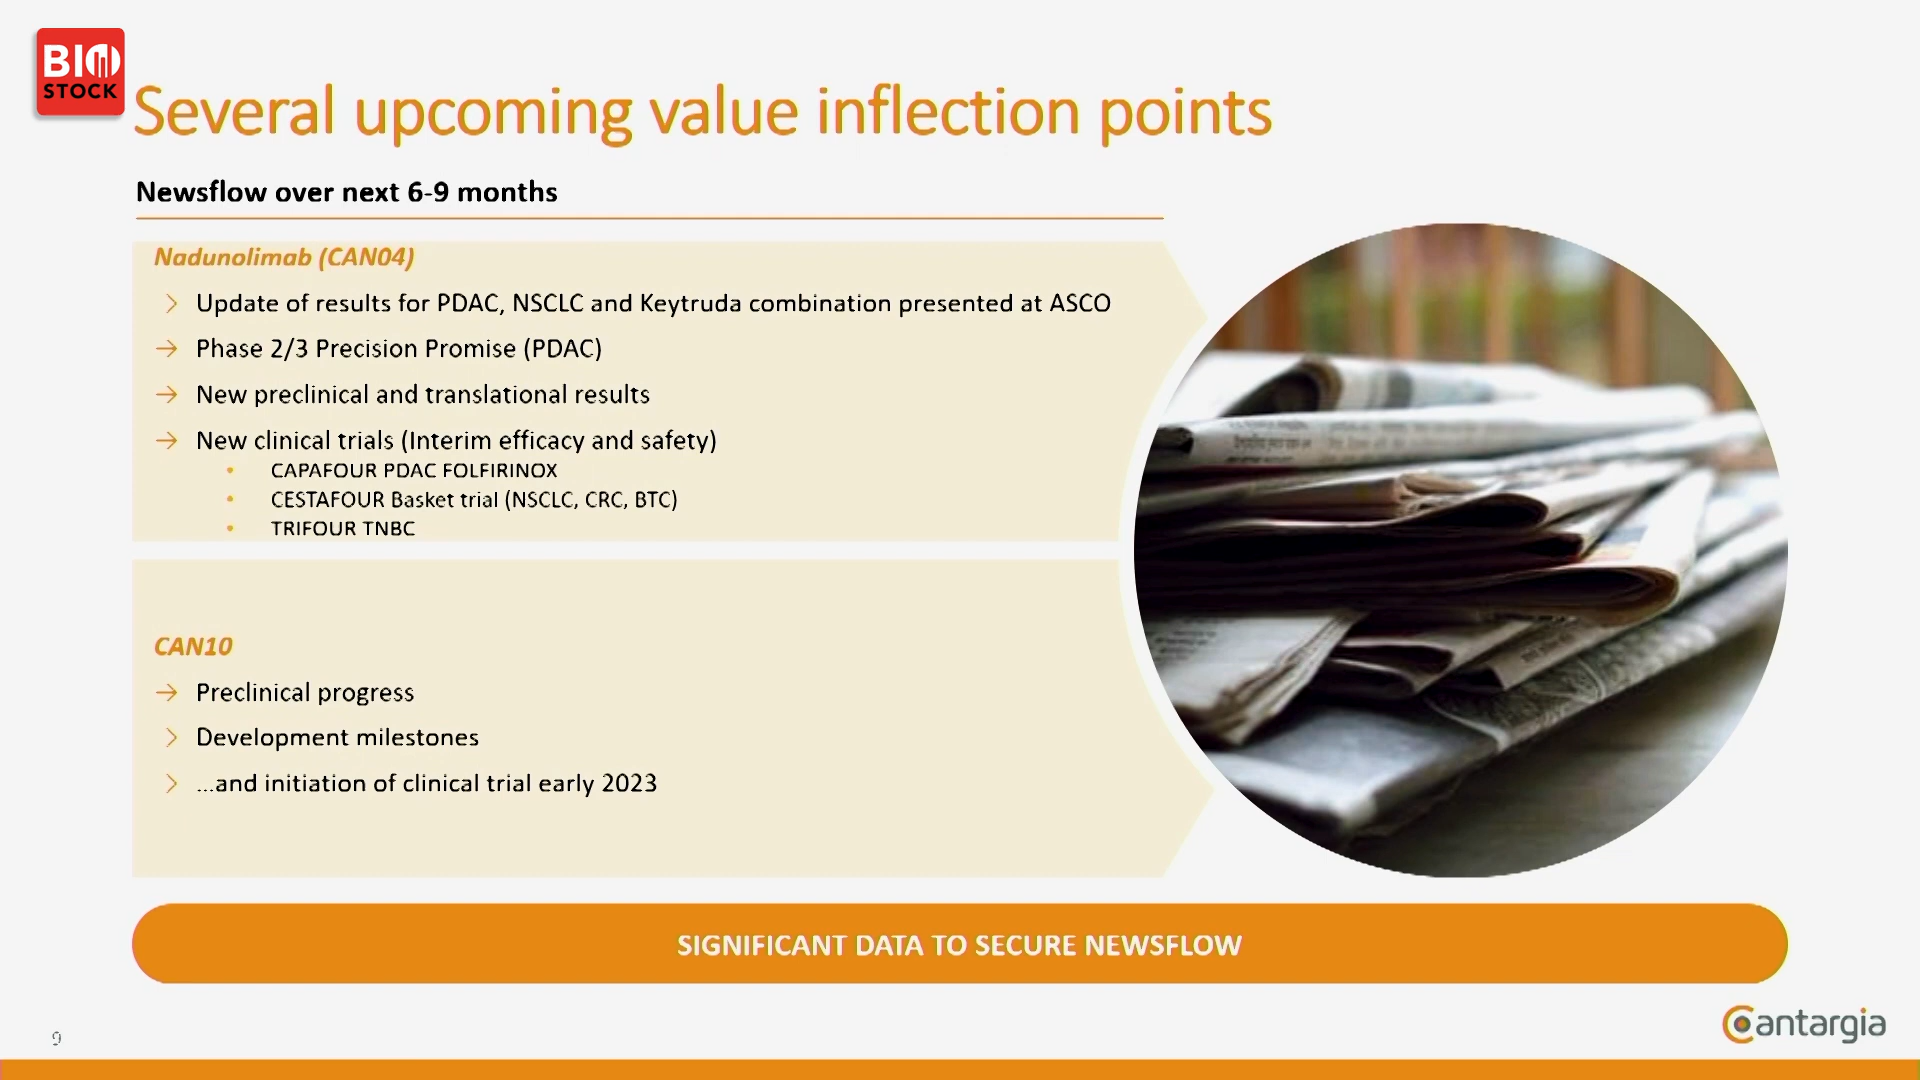 BIO
STOCK
Several upcoming value inflection points
Newsflow over next 6-9 months
Nadunolimab (CAN04)
Update of results for PDAC, NSCLC and Keytruda combination presented at ASCO
Phase 2/3 Precision Promise (PDAC)
New preclinical and translational results
New clinical trials (Interim efficacy and safety)
CAPAFOUR PDAC FOLFIRINOX
CESTAFOUR Basket trial (NSCLC, CRC, BTC)
TRIFOUR TNBC
CAN10
Preclinical progress
Development milestones
...and initiation of clinical trial early 2023
SIGNIFICANT DATA TO SECURE NEWSFLOW
Cantargia
9